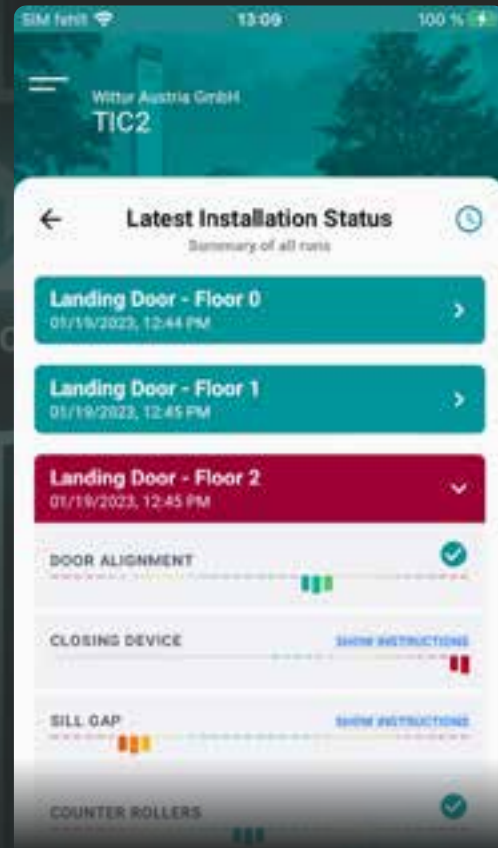 SIM fehlt 13:09 100 %
Wittur Austria GmbH
TIC2
Latest Installation Status
Summary of all runs
Landing Door - Floor 0
01/19/2023, 12:44 PM
Landing Door - Floor 1
01/19/2023, 12:45 PM
Landing Door - Floor 2
01/19/2023, 12:45 PM
DOOR ALIGNMENT
CLOSING DEVICE SHOW INSTRUCTIONS
SILL GAP SHOW INSTRUCTIONS
COUNTER ROLLERS